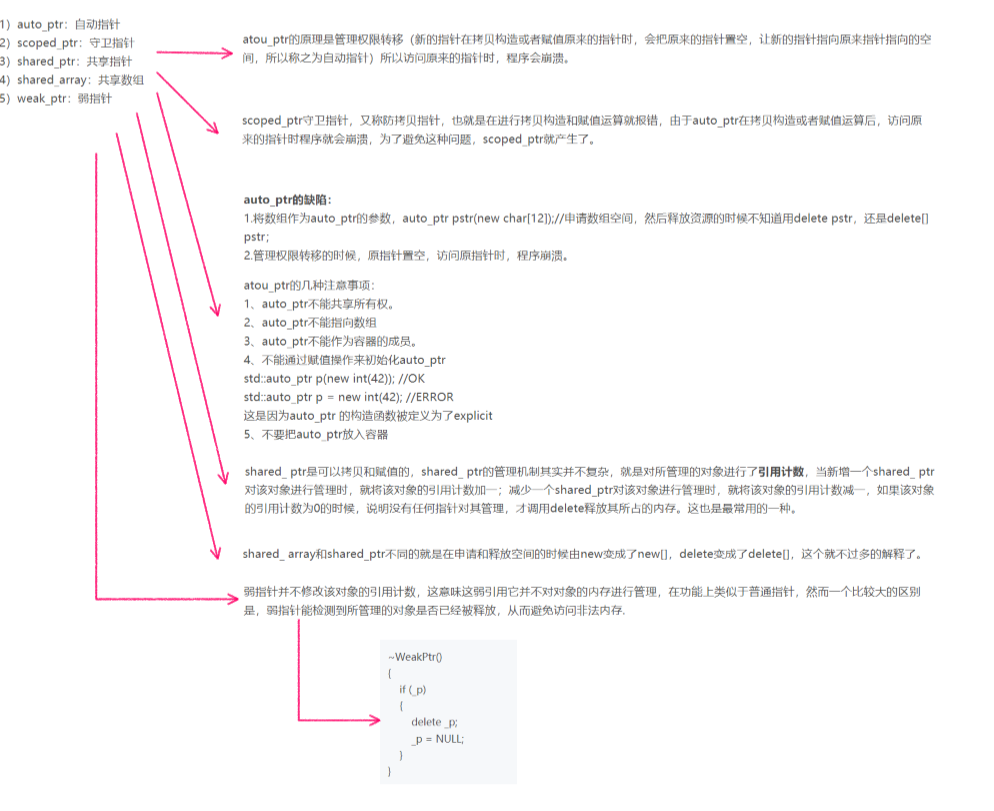 1）auto_ptr：自动指针
2）scoped_ptr：守卫指针
3）shared_ptr：共享指针
4）shared_array：共享数组
5）weak_ptr：弱指针
atou_ptr的原理是管理权限转移（新的指针在拷贝构造或者赋值原来的指针时，会把原来的指针置空，让新的指针指向原来指针指向的空
间，所以称之为自动指针）所以访问原来的指针时，程序会崩溃。
scoped_ptr守卫指针，又称防拷贝指针，也就是在进行拷贝构造和赋值运算就报错，由于auto_ptr在拷贝构造或者赋值运算后，访问原
来的指针时程序就会崩溃，为了避免这种问题，scoped_ptr就产生了。
auto_ptr的缺陷：
1.将数组作为auto_ptr的参数，auto_ptr pstr(new char[12]);//申请数组空间，然后释放资源的时候不知道用delete pstr，还是delete[]
pstr;
2.管理权限转移的时候，原指针置空，访问原指针时，程序崩溃。
atou_ptr的几种注意事项：
1、auto_ptr不能共享所有权。
2、auto_ptr不能指向数组
3、auto_ptr不能作为容器的成员。
4、不能通过赋值操作来初始化auto_ptr
std::auto_ptr p(new int(42)); //OK
std::auto_ptr p = new int(42); //ERROR
这是因为auto_ptr 的构造函数被定义为了explicit
5、不要把auto_ptr放入容器
shared_ ptr是可以拷贝和赋值的，shared_ ptr的管理机制其实并不复杂，就是对所管理的对象进行了引用计数，当新增一个shared_ ptr
对该对象进行管理时，就将该对象的引用计数加一；减少一个shared_ptr对该对象进行管理时，就将该对象的引用计数减一，如果该对象
的引用计数为0的时候，说明没有任何指针对其管理，才调用delete释放其所占的内存。这也是最常用的一种。
shared_ array和shared_ptr不同的就是在申请和释放空间的时候由new变成了new[]，delete变成了delete[]，这个就不过多的解释了。
弱指针并不修改该对象的引用计数，这意味这弱引用它并不对对象的内存进行管理，在功能上类似于普通指针，然而一个比较大的区别
是，弱指针能检测到所管理的对象是否已经被释放，从而避免访问非法内存.
~WeakPtr()
{
if (_p)
{
delete _p;
_p = NULL;
}
}